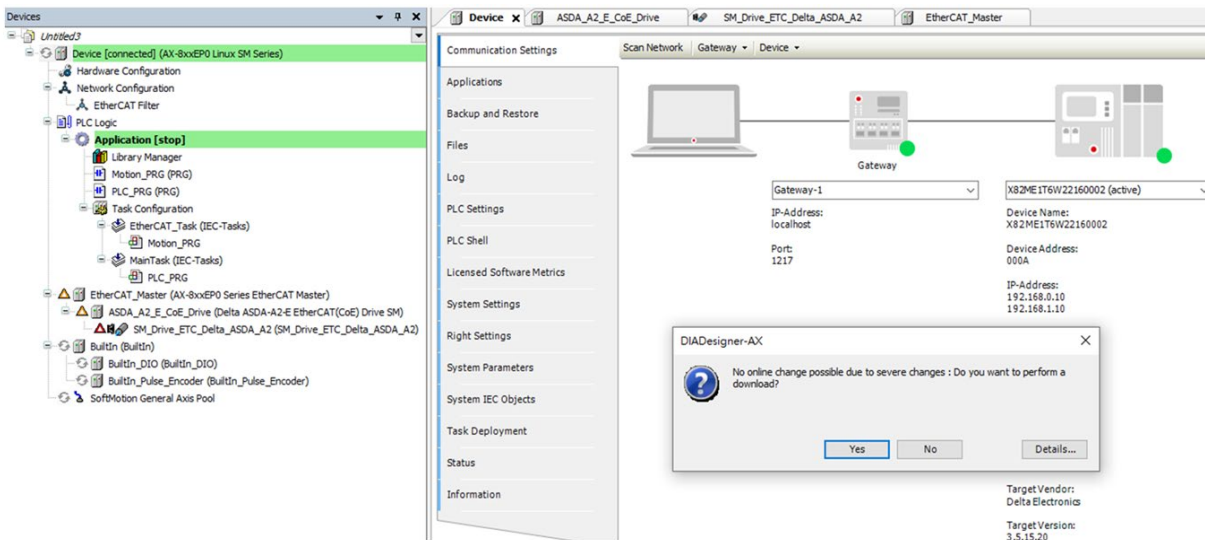 Devices
Untitled3
Device [connected] (AX-8xxEP0 Linux SM Series)
Hardware Configuration
Network Configuration
EtherCAT Filter
PLC Logic
Application [stop]
Library Manager
Motion_PRG (PRG)
PLC_PRG (PRG)
Task Configuration
EtherCAT_Task (IEC-Tasks)
Motion_PRG
MainTask (IEC-Tasks)
PLC_PRG
EtherCAT_Master (AX-8xxEP0 Series EtherCAT Master)
ASDA_A2_E_CoE_Drive (Delta ASDA-A2-E EtherCAT(CoE) Drive SM)
SM_Drive_ETC_Delta_ASDA_A2 (SM_Drive_ETC_Delta_ASDA_A2)
BuiltIn (BuiltIn)
BuiltIn_DIO (BuiltIn_DIO)
BuiltIn_Pulse_Encoder (BuiltIn_Pulse_Encoder)
SoftMotion General Axis Pool
Device
ASDA_A2_E_CoE_Drive
SM_Drive_ETC_Delta_ASDA_A2
EtherCAT_Master
Communication Settings
Applications
Backup and Restore
Files
Log
PLC Settings
PLC Shell
Licensed Software Metrics
System Settings
Right Settings
System Parameters
System IEC Objects
Task Deployment
Status
Information
Scan Network
Gateway
Device
Gateway
Gateway-1
IP-Address:
localhost
Port:
1217
X82ME1T6W22160002 (active)
Device Name:
X82ME1T6W22160002
Device Address:
000A
IP-Address:
192.168.0.10
192.168.1.10
DIADesigner-AX
No online change possible due to severe changes : Do you want to perform a
download?
Yes
No
Details...
Target Vendor:
Delta Electronics
Target Version:
3.5.15.20